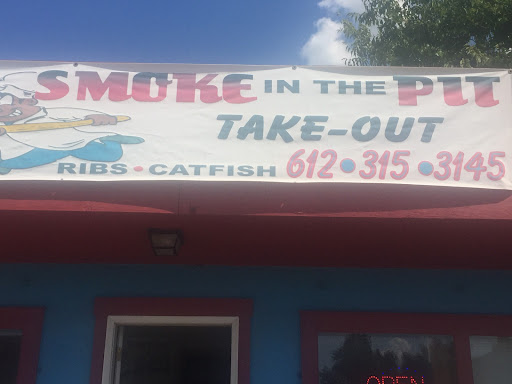 SMOKE IN THE PIT
TAKE-OUT
RIBS • CATFISH 612•315•3145
OPEN